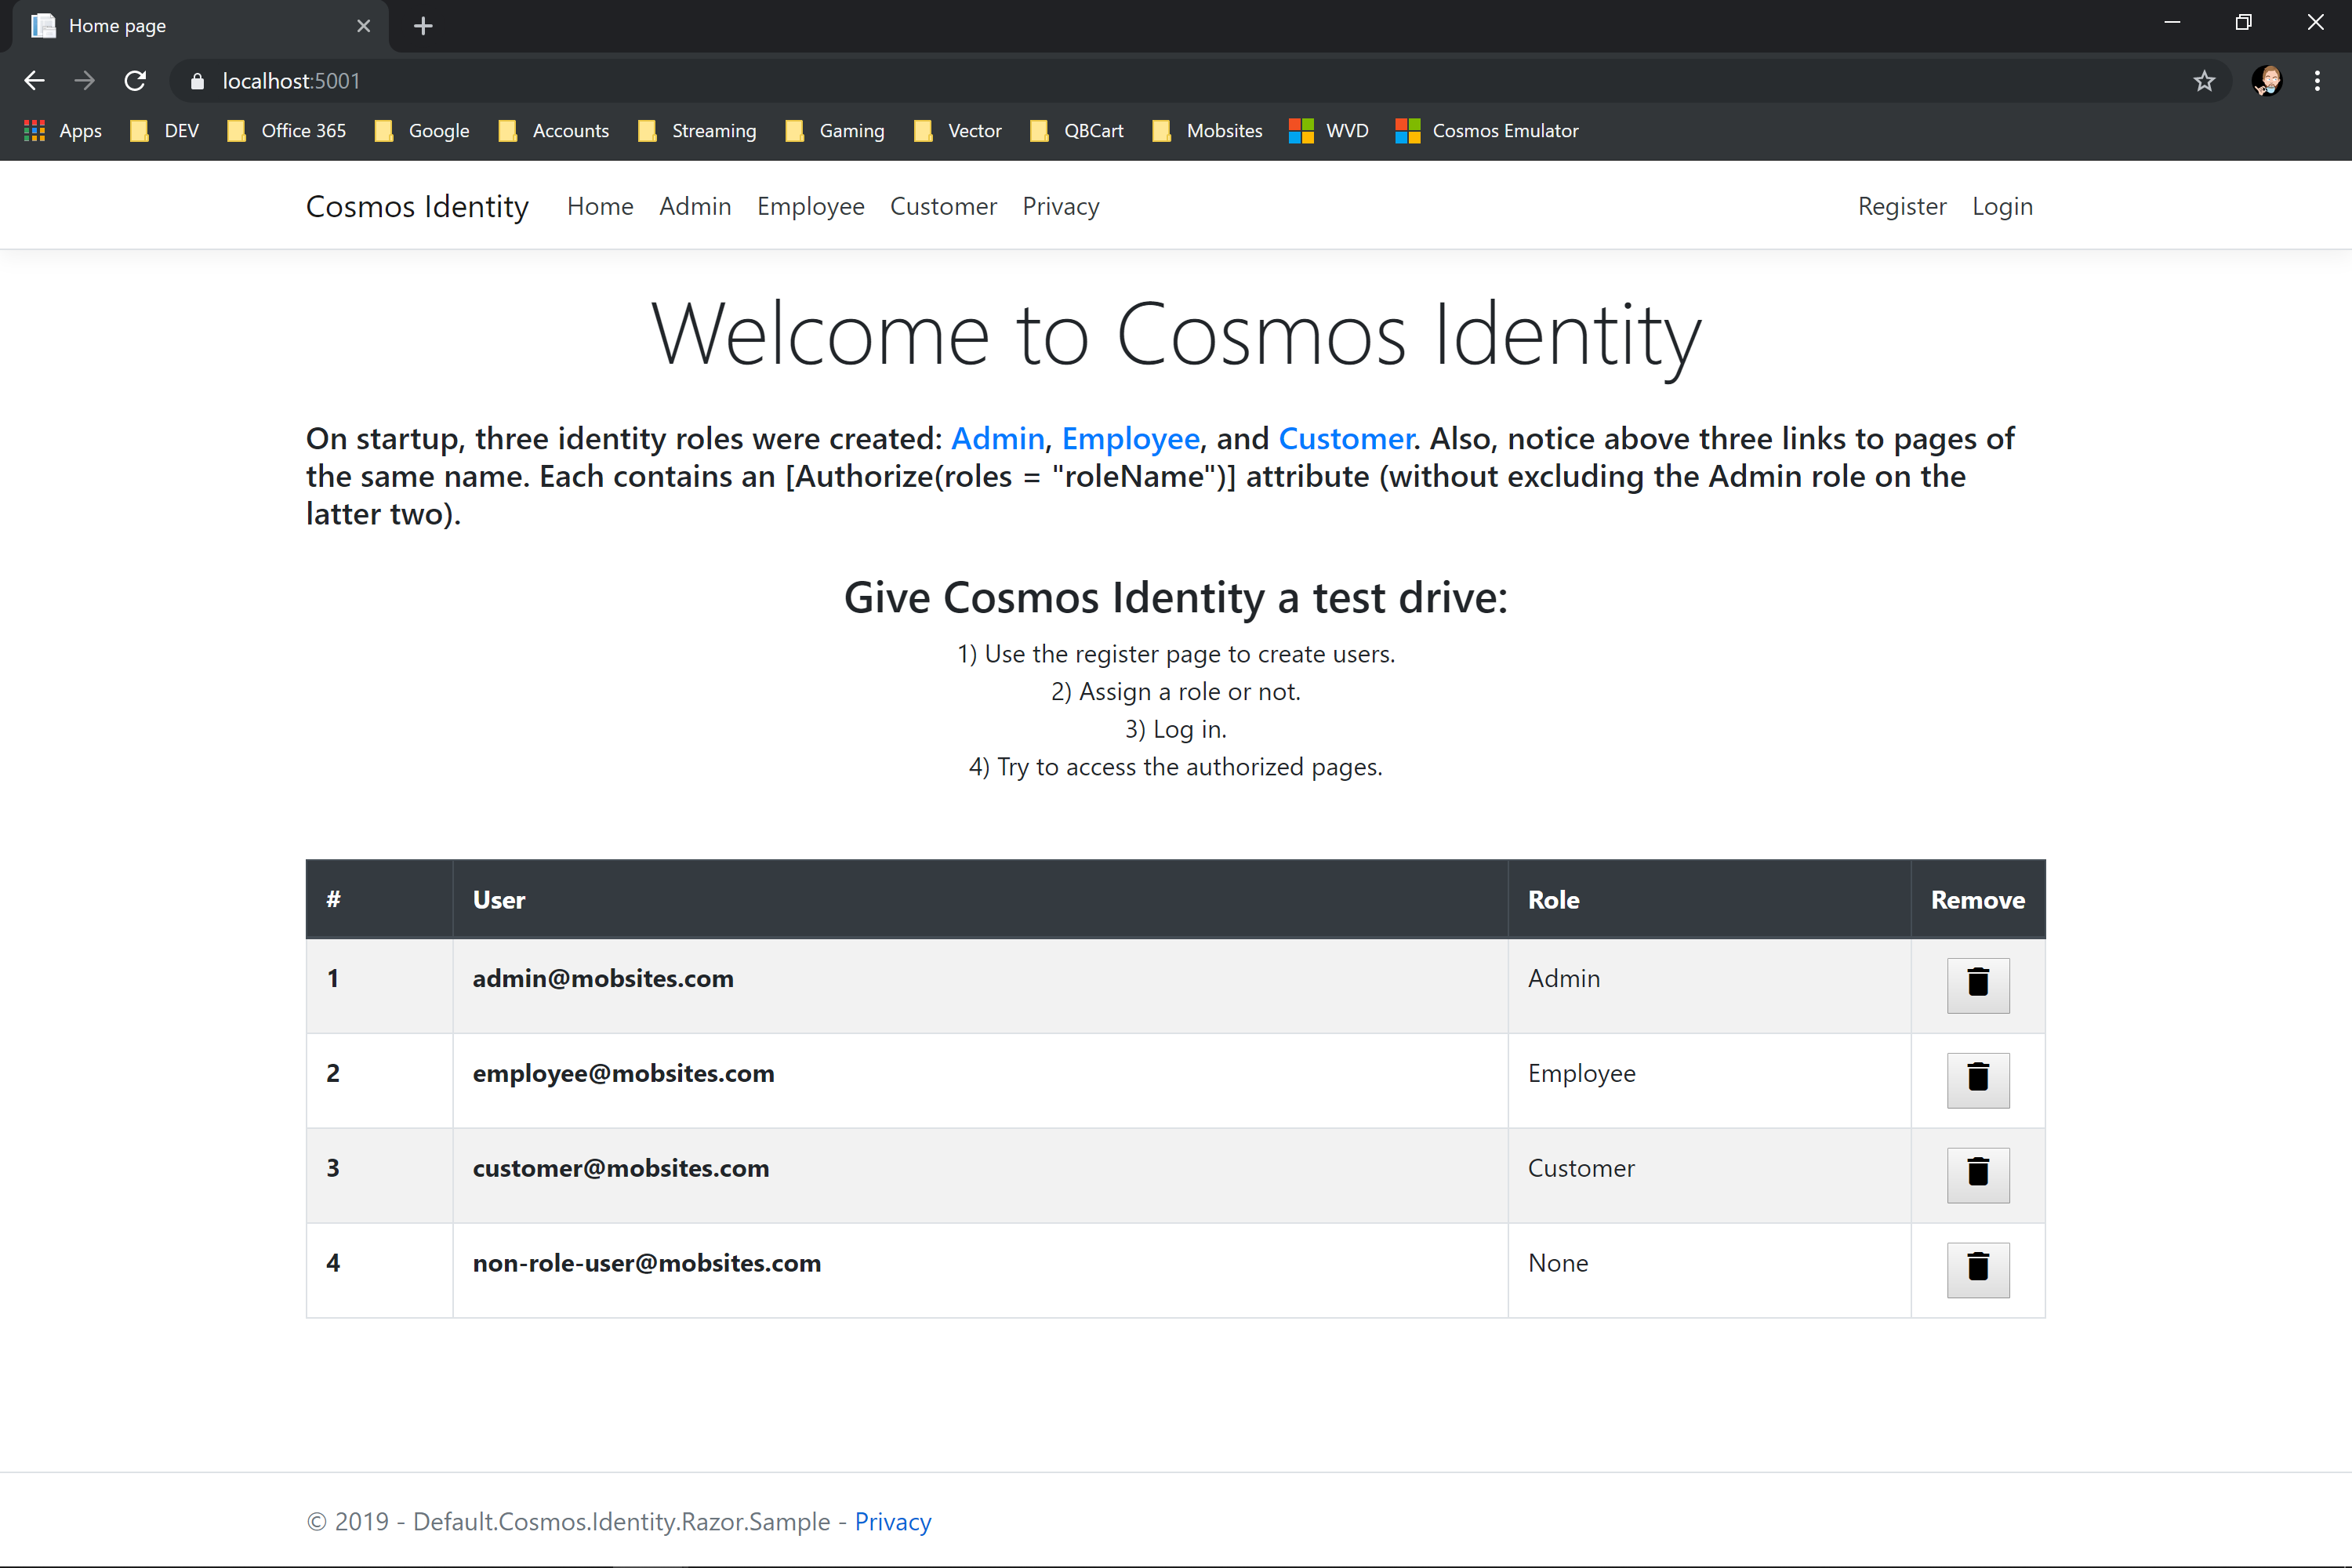 Home page
localhost:5001
Apps DEV Office 365 Google Accounts Streaming Gaming Vector QBCart Mobsites WVD Cosmos Emulator
Cosmos Identity Home Admin Employee Customer Privacy Register Login
Welcome to Cosmos Identity
On startup, three identity roles were created: Admin, Employee, and Customer. Also, notice above three links to pages of
the same name. Each contains an [Authorize(roles = "roleName")] attribute (without excluding the Admin role on the
latter two).
Give Cosmos Identity a test drive:
1) Use the register page to create users.
2) Assign a role or not.
3) Log in.
4) Try to access the authorized pages.
# User Role Remove
1 admin@mobsites.com Admin
2 employee@mobsites.com Employee
3 customer@mobsites.com Customer
4 non-role-user@mobsites.com None
© 2019 - Default.Cosmos.Identity.Razor.Sample - Privacy